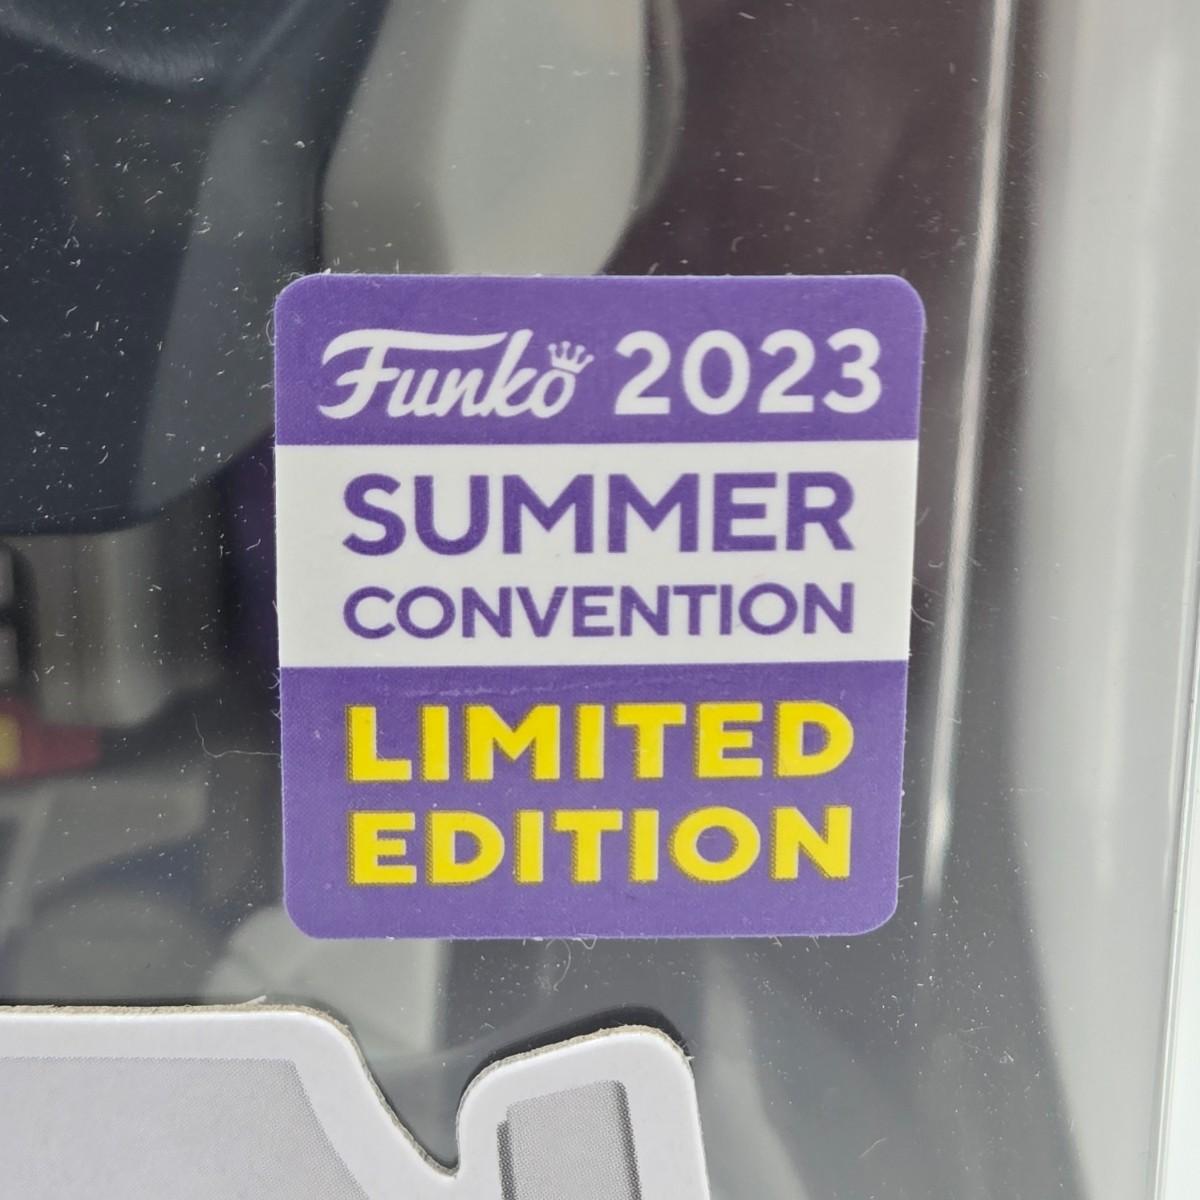 Funko 2023
SUMMER
CONVENTION
LIMITED
EDITION